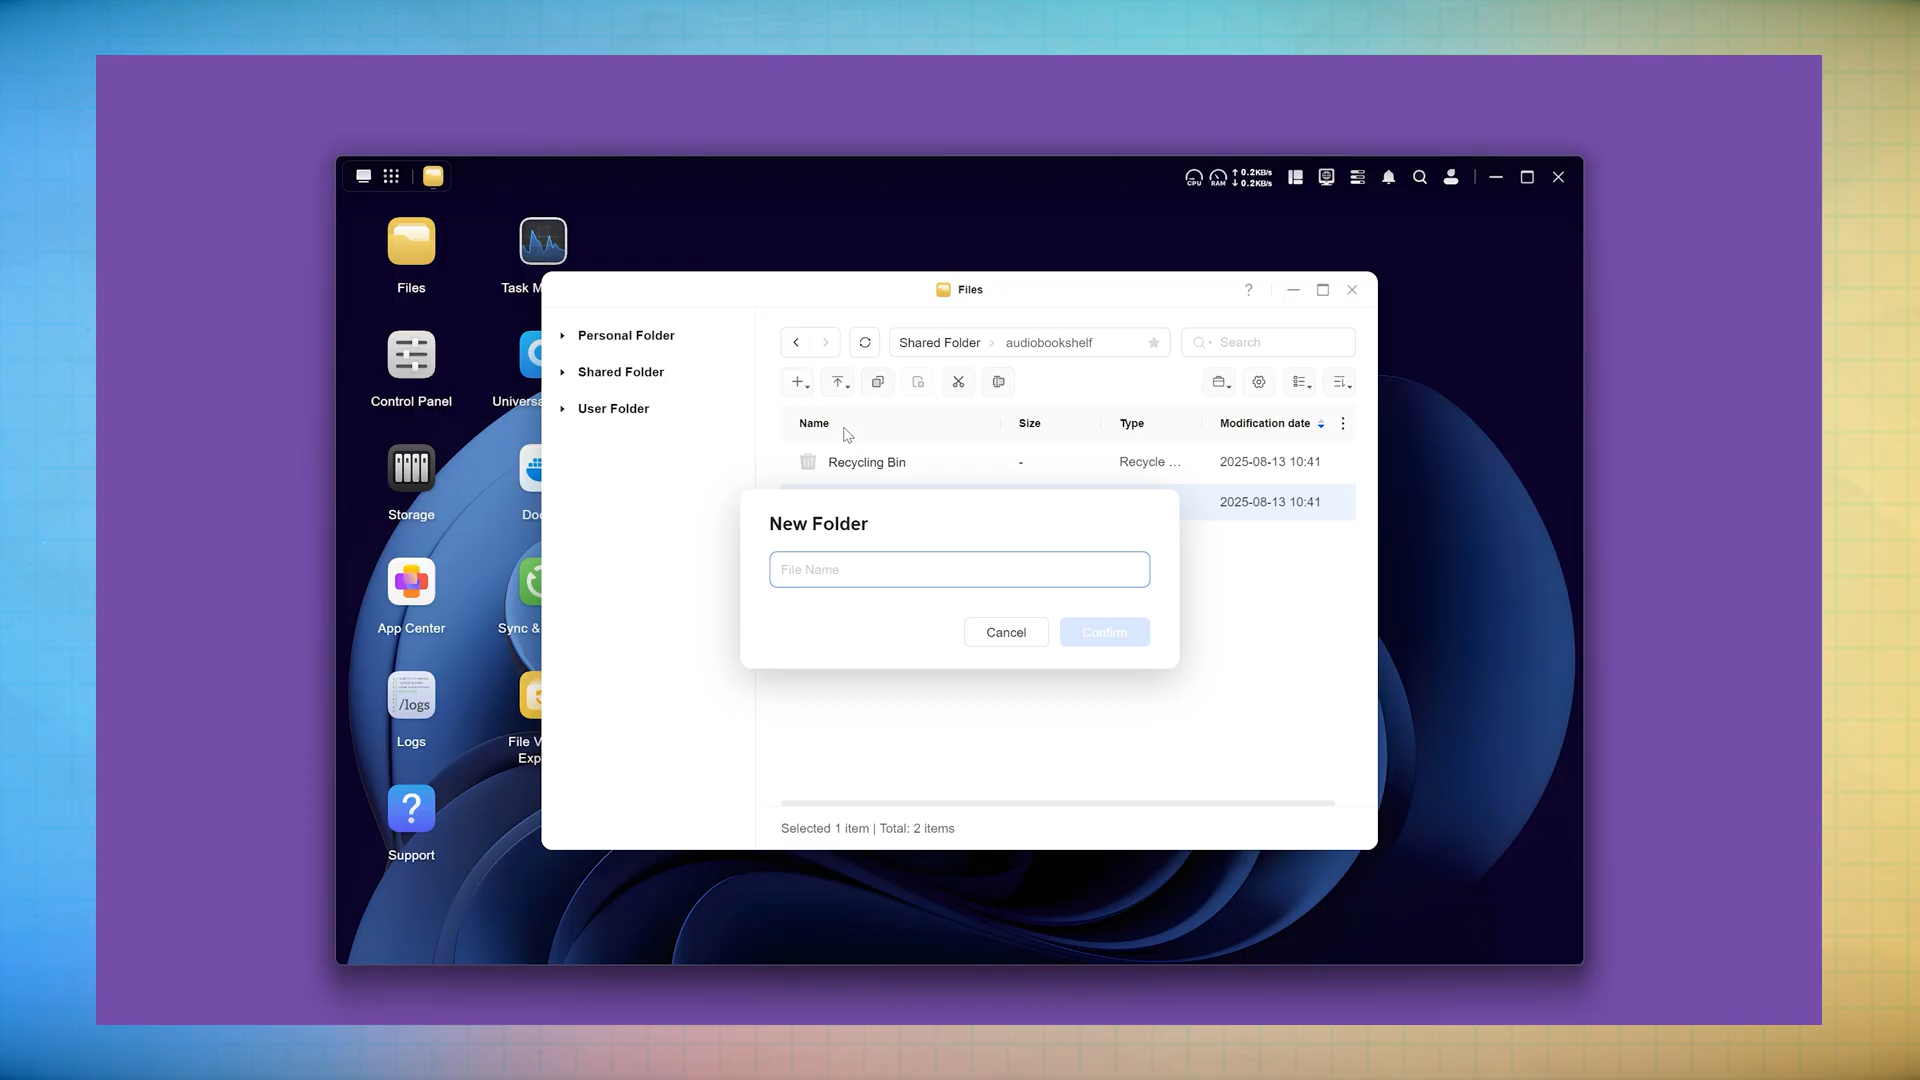 CPU
RAM
0.2KB/s
0.2KB/s
Files
Control Panel
Storage
App Center
/logs
Logs
?
Support
Task M
Univers
Doc
Sync &
File V
Exp
Files
?
Personal Folder
Shared Folder
User Folder
Shared Folder > audiobookshelf
Search
Name
Size
Type
Modification date
Recycling Bin
-
Recycle ...
2025-08-13 10:41
2025-08-13 10:41
New Folder
File Name
Cancel
Confirm
Selected 1 item | Total: 2 items